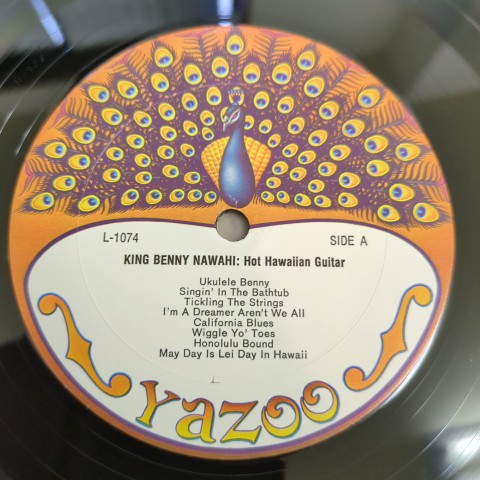 L-1074
SIDE A
KING BENNY NAWAHI: Hot Hawaiian Guitar
Ukulele Benny
Singin' In The Bathtub
Tickling The Strings
I'm A Dreamer Aren't We All
California Blues
Wiggle Yo' Toes
Honolulu Bound
May Day Is Lei Day In Hawaii
Yazoo